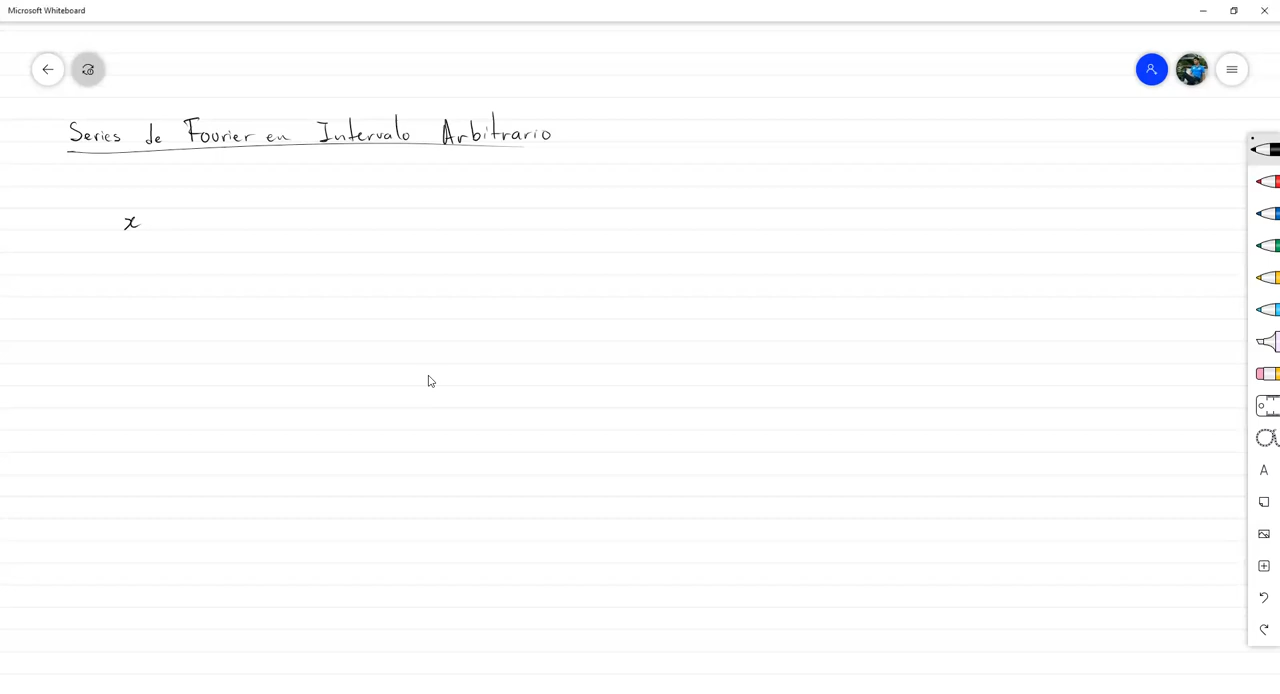 Microsoft Whiteboard
Series de Fourier en Intervalo Arbitrario
x
A